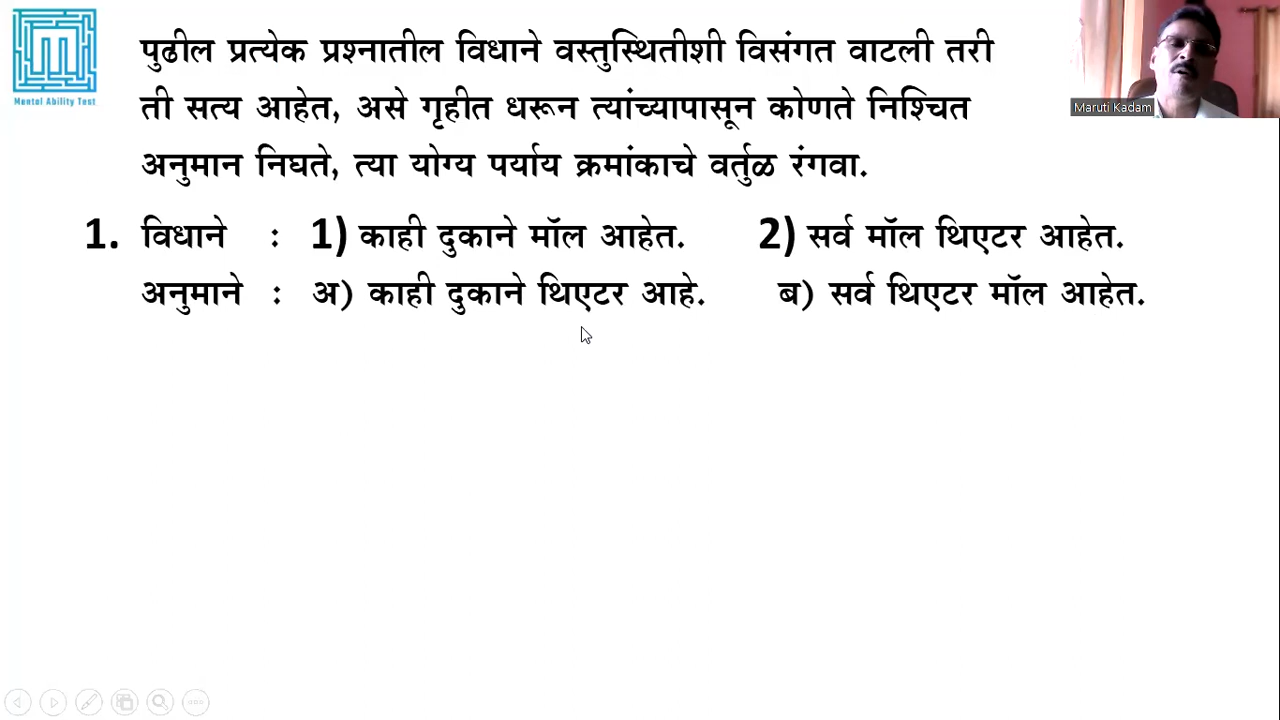 Mental Ability Test
Maruti Kadam
पुढील प्रत्येक प्रश्नातील विधाने वस्तुस्थितीशी विसंगत वाटली तरी
ती सत्य आहेत, असे गृहीत धरून त्यांच्यापासून कोणते निश्चित
अनुमान निघते, त्या योग्य पर्याय क्रमांकाचे वर्तुळ रंगवा.
1. विधाने : 1) काही दुकाने मॉल आहेत. 2) सर्व मॉल थिएटर आहेत.
अनुमाने : अ) काही दुकाने थिएटर आहे. ब) सर्व थिएटर मॉल आहेत.